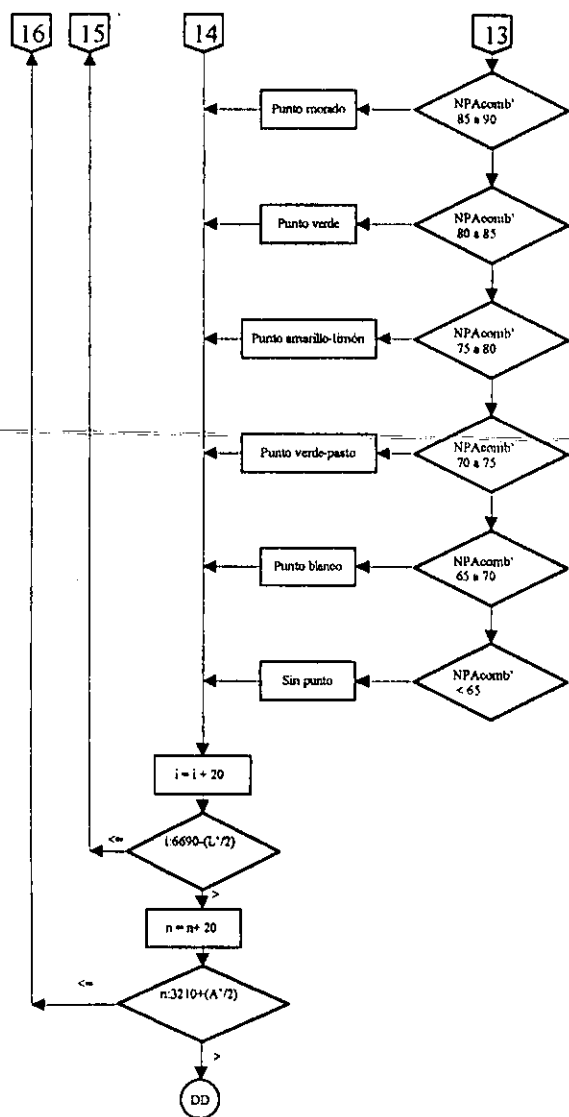 16
15
14
13
Punto morado
NPAcomb'
85 a 90
Punto verde
NPAcomb'
80 a 85
Punto amarillo-limón
NPAcomb'
75 a 80
Punto verde-pasto
NPAcomb'
70 a 75
Punto blanco
NPAcomb'
65 a 70
Sin punto
NPAcomb'
< 65
i = i + 20
<=
i:6690-(L'/2)
>
n = n+ 20
<=
n:3210+(A'/2)
>
DD